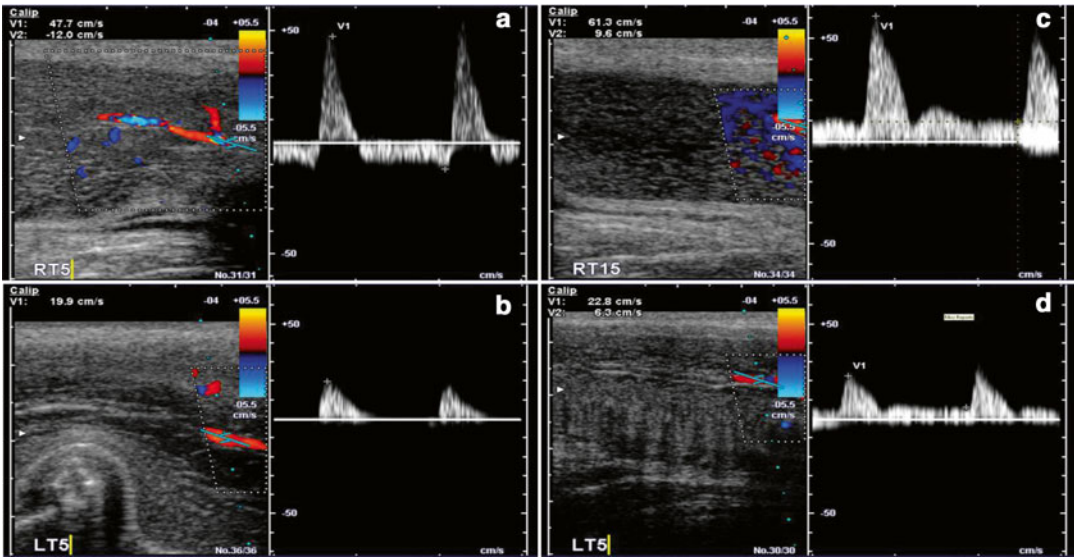 Calip
V1: 47.7 cm/s
V2: -12.0 cm/s
-04 +05.5
-05.5
cm/s
RT5
No.31/31
a
+50
V1
-50
cm/s
Calip
V1: 61.3 cm/s
V2: 9.6 cm/s
-04 +05.5
-05.5
cm/s
RT15
No.34/34
c
+50
V1
-50
cm/s
Calip
V1: 19.9 cm/s
-04 +05.5
-05.5
cm/s
LT5
No.36/36
b
+50
V1
-50
cm/s
Calip
V1: 22.8 cm/s
V2: 6.3 cm/s
-04 +05.5
-05.5
cm/s
LT5
No.30/30
d
+50
V1
-50
cm/s